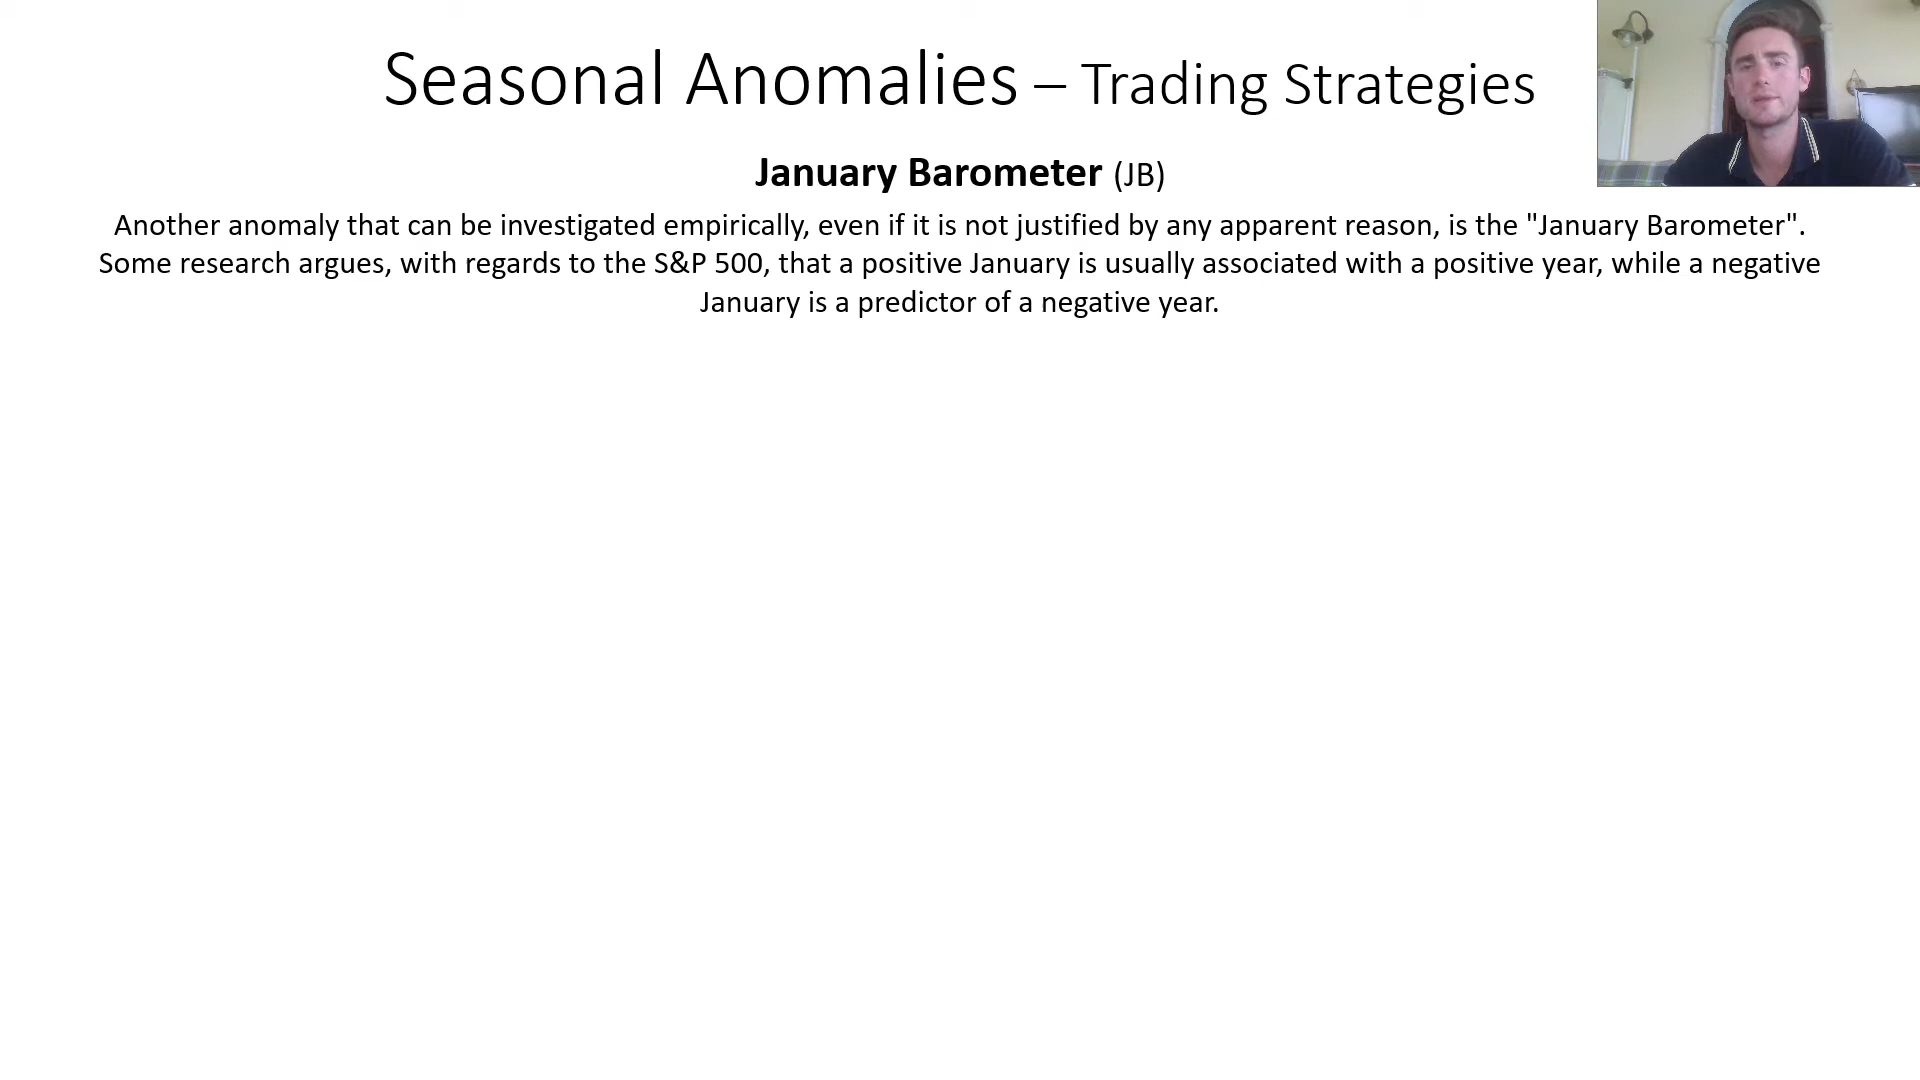 Seasonal Anomalies – Trading Strategies
January Barometer (JB)
Another anomaly that can be investigated empirically, even if it is not justified by any apparent reason, is the "January Barometer".
Some research argues, with regards to the S&P 500, that a positive January is usually associated with a positive year, while a negative
January is a predictor of a negative year.